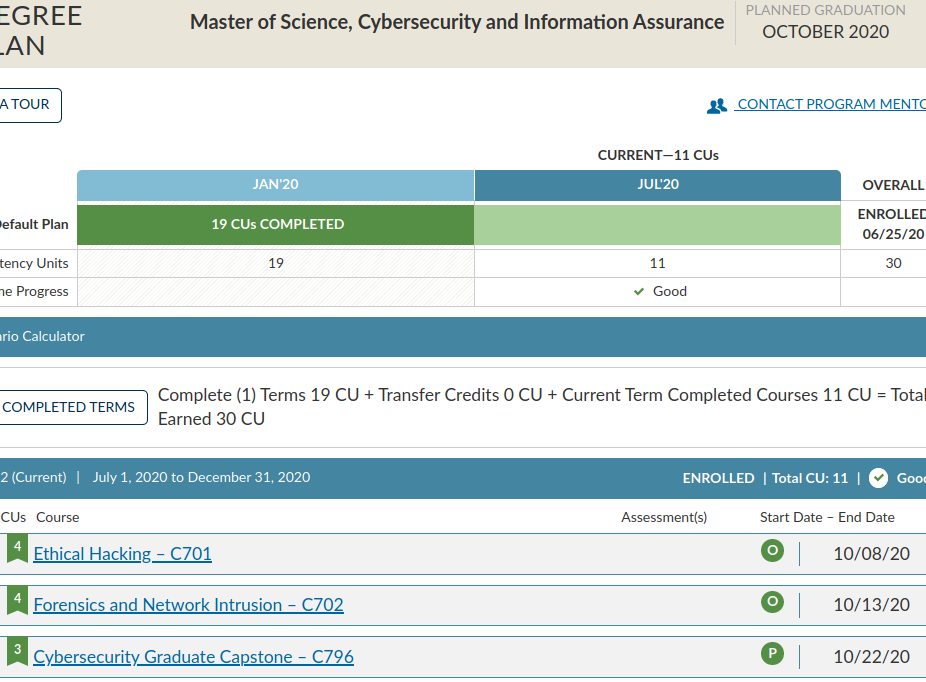 EGREE
LAN
Master of Science, Cybersecurity and Information Assurance
PLANNED GRADUATION
OCTOBER 2020
A TOUR
CONTACT PROGRAM MENTO
CURRENT—11 CUs
JAN'20
JUL'20
OVERALL
efault Plan
19 CUs COMPLETED
ENROLLED
06/25/20
tency Units
19
11
30
me Progress
Good
ario Calculator
COMPLETED TERMS
Complete (1) Terms 19 CU + Transfer Credits 0 CU + Current Term Completed Courses 11 CU = Total
Earned 30 CU
2 (Current) | July 1, 2020 to December 31, 2020
ENROLLED | Total CU: 11 | Good
CUs Course Assessment(s) Start Date – End Date
4 Ethical Hacking – C701 O 10/08/20
4 Forensics and Network Intrusion – C702 O 10/13/20
3 Cybersecurity Graduate Capstone – C796 P 10/22/20